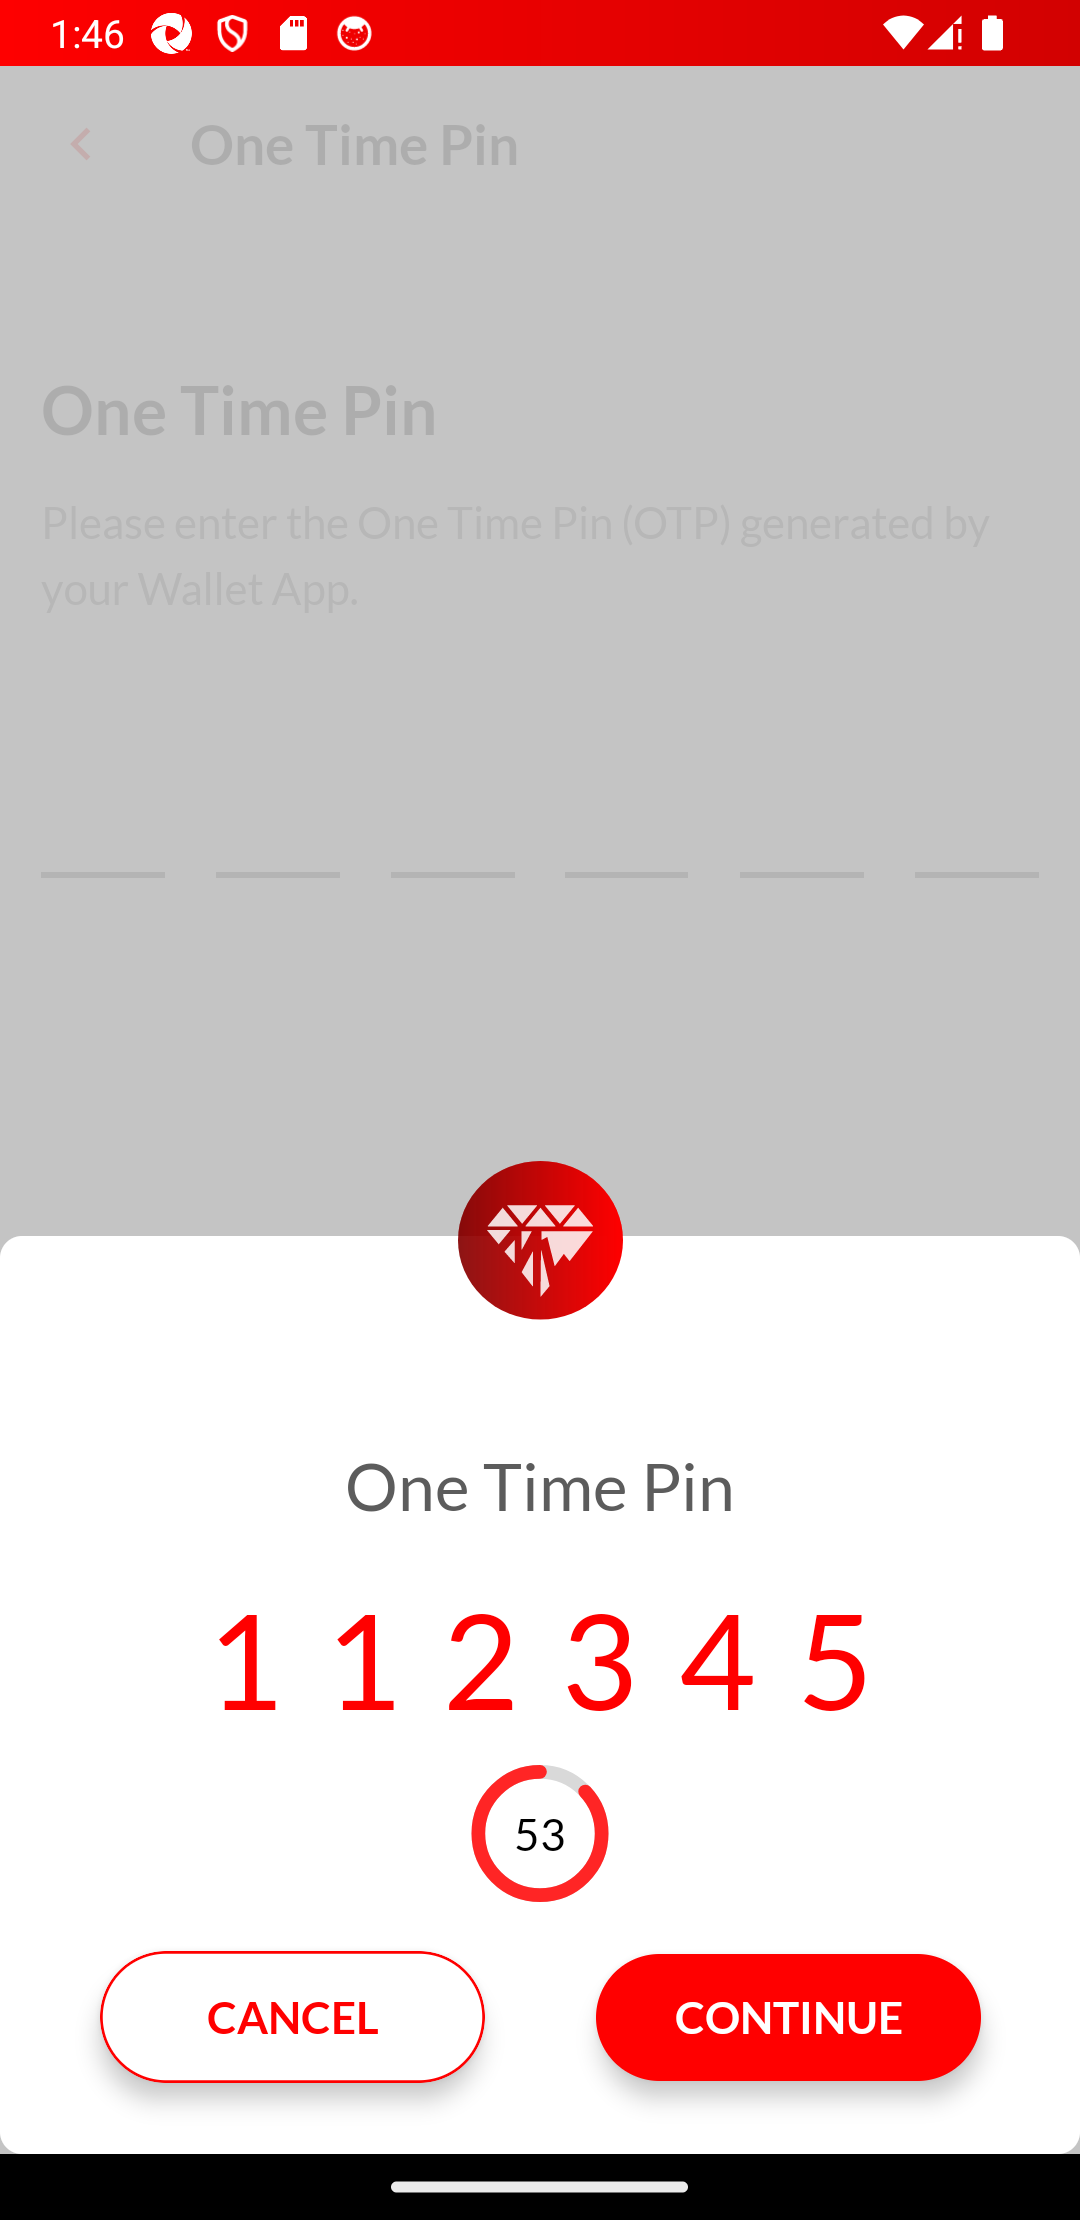 1:46
One Time Pin
One Time Pin
Please enter the One Time Pin (OTP) generated by
your Wallet App.
One Time Pin
1 1 2 3 4 5
53
CANCEL
CONTINUE